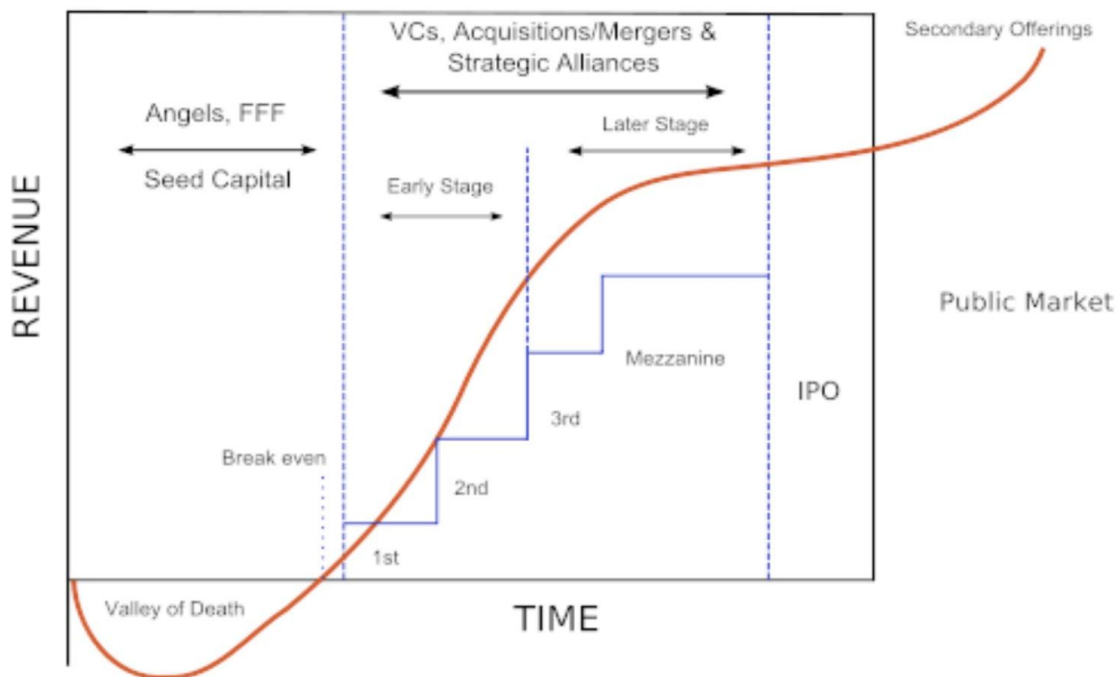 VCs, Acquisitions/Mergers &
Strategic Alliances
Secondary Offerings
Angels, FFF
Later Stage
Seed Capital
Early Stage
REVENUE
Public Market
Mezzanine
IPO
3rd
Break even
2nd
1st
Valley of Death
TIME